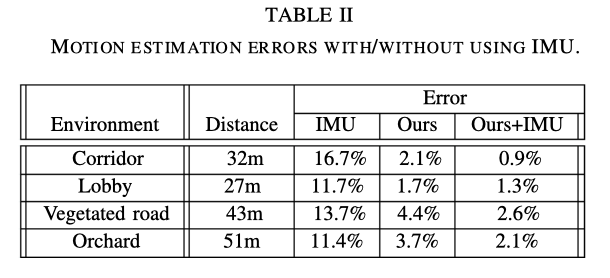 TABLE II
MOTION ESTIMATION ERRORS WITH/WITHOUT USING IMU.
Error
Environment Distance IMU Ours Ours+IMU
Corridor 32m 16.7% 2.1% 0.9%
Lobby 27m 11.7% 1.7% 1.3%
Vegetated road 43m 13.7% 4.4% 2.6%
Orchard 51m 11.4% 3.7% 2.1%